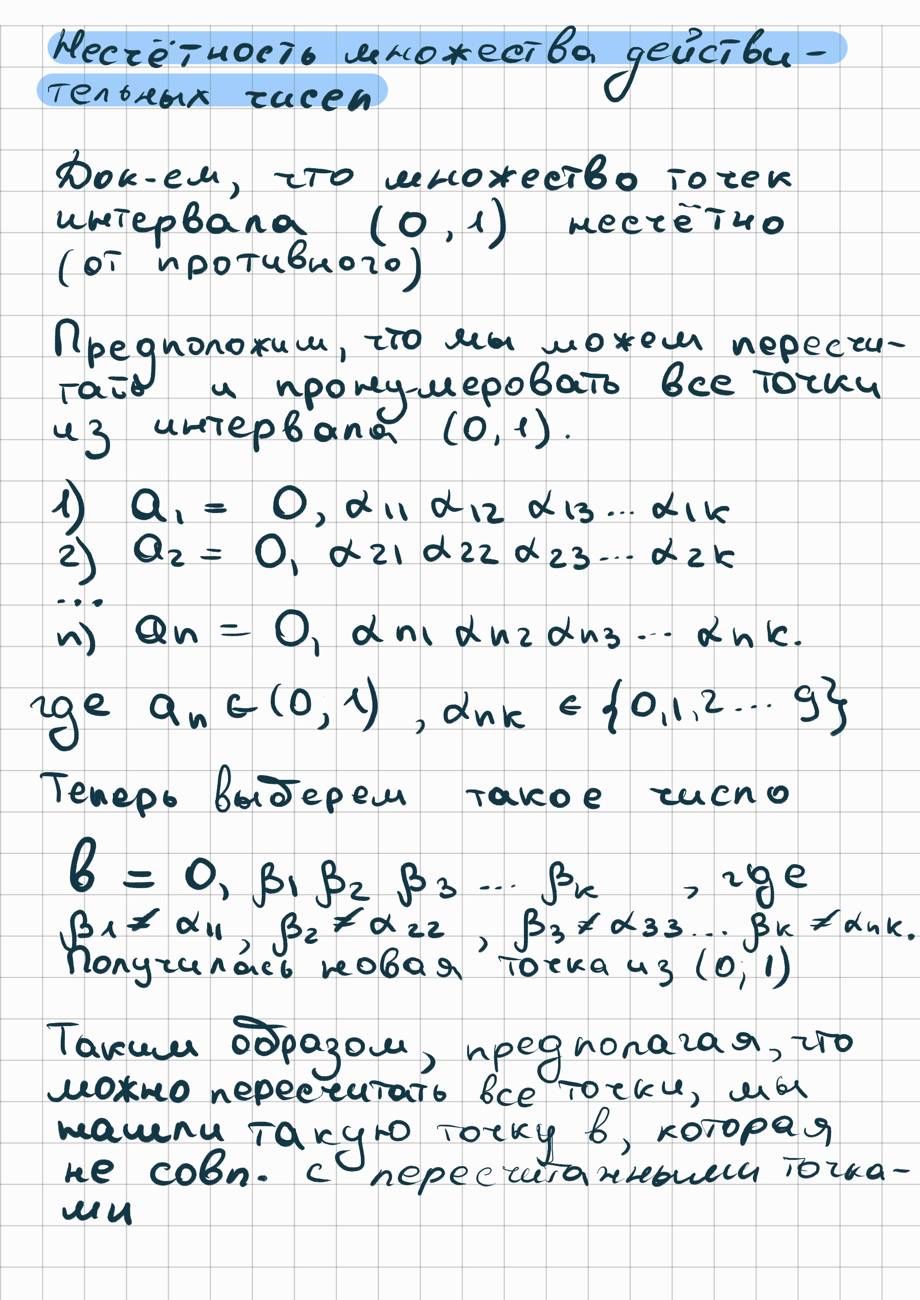 Несчётность множества действи-
тельных чисел
Док-ем, что множество точек
интервала (0,1) несчётно
(от противного)
Предположим, что мы можем пересчи-
тать и пронумеровать все точки
из интервала (0,1).
1) a₁ = 0, α₁₁ α₁₂ α₁₃ ... α₁ₖ
2) a₂ = 0, α₂₁ α₂₂ α₂₃ ... α₂ₖ
...
n) aₙ = 0, αₙ₁ αₙ₂ αₙ₃ ... αₙₖ.
где aₙ ∈ (0,1), αₙₖ ∈ {0,1,2 ... 9}
Теперь выберем такое число
b = 0, β₁ β₂ β₃ ... βₖ , где
β₁ ≠ α₁₁, β₂ ≠ α₂₂, β₃ ≠ α₃₃ ... βₖ ≠ αₙₖ.
Получилась новая точка из (0,1)
Таким образом, предполагая, что
можно пересчитать все точки, мы
нашли такую точку b, которая
не совп. с пересчитанными точка-
ми